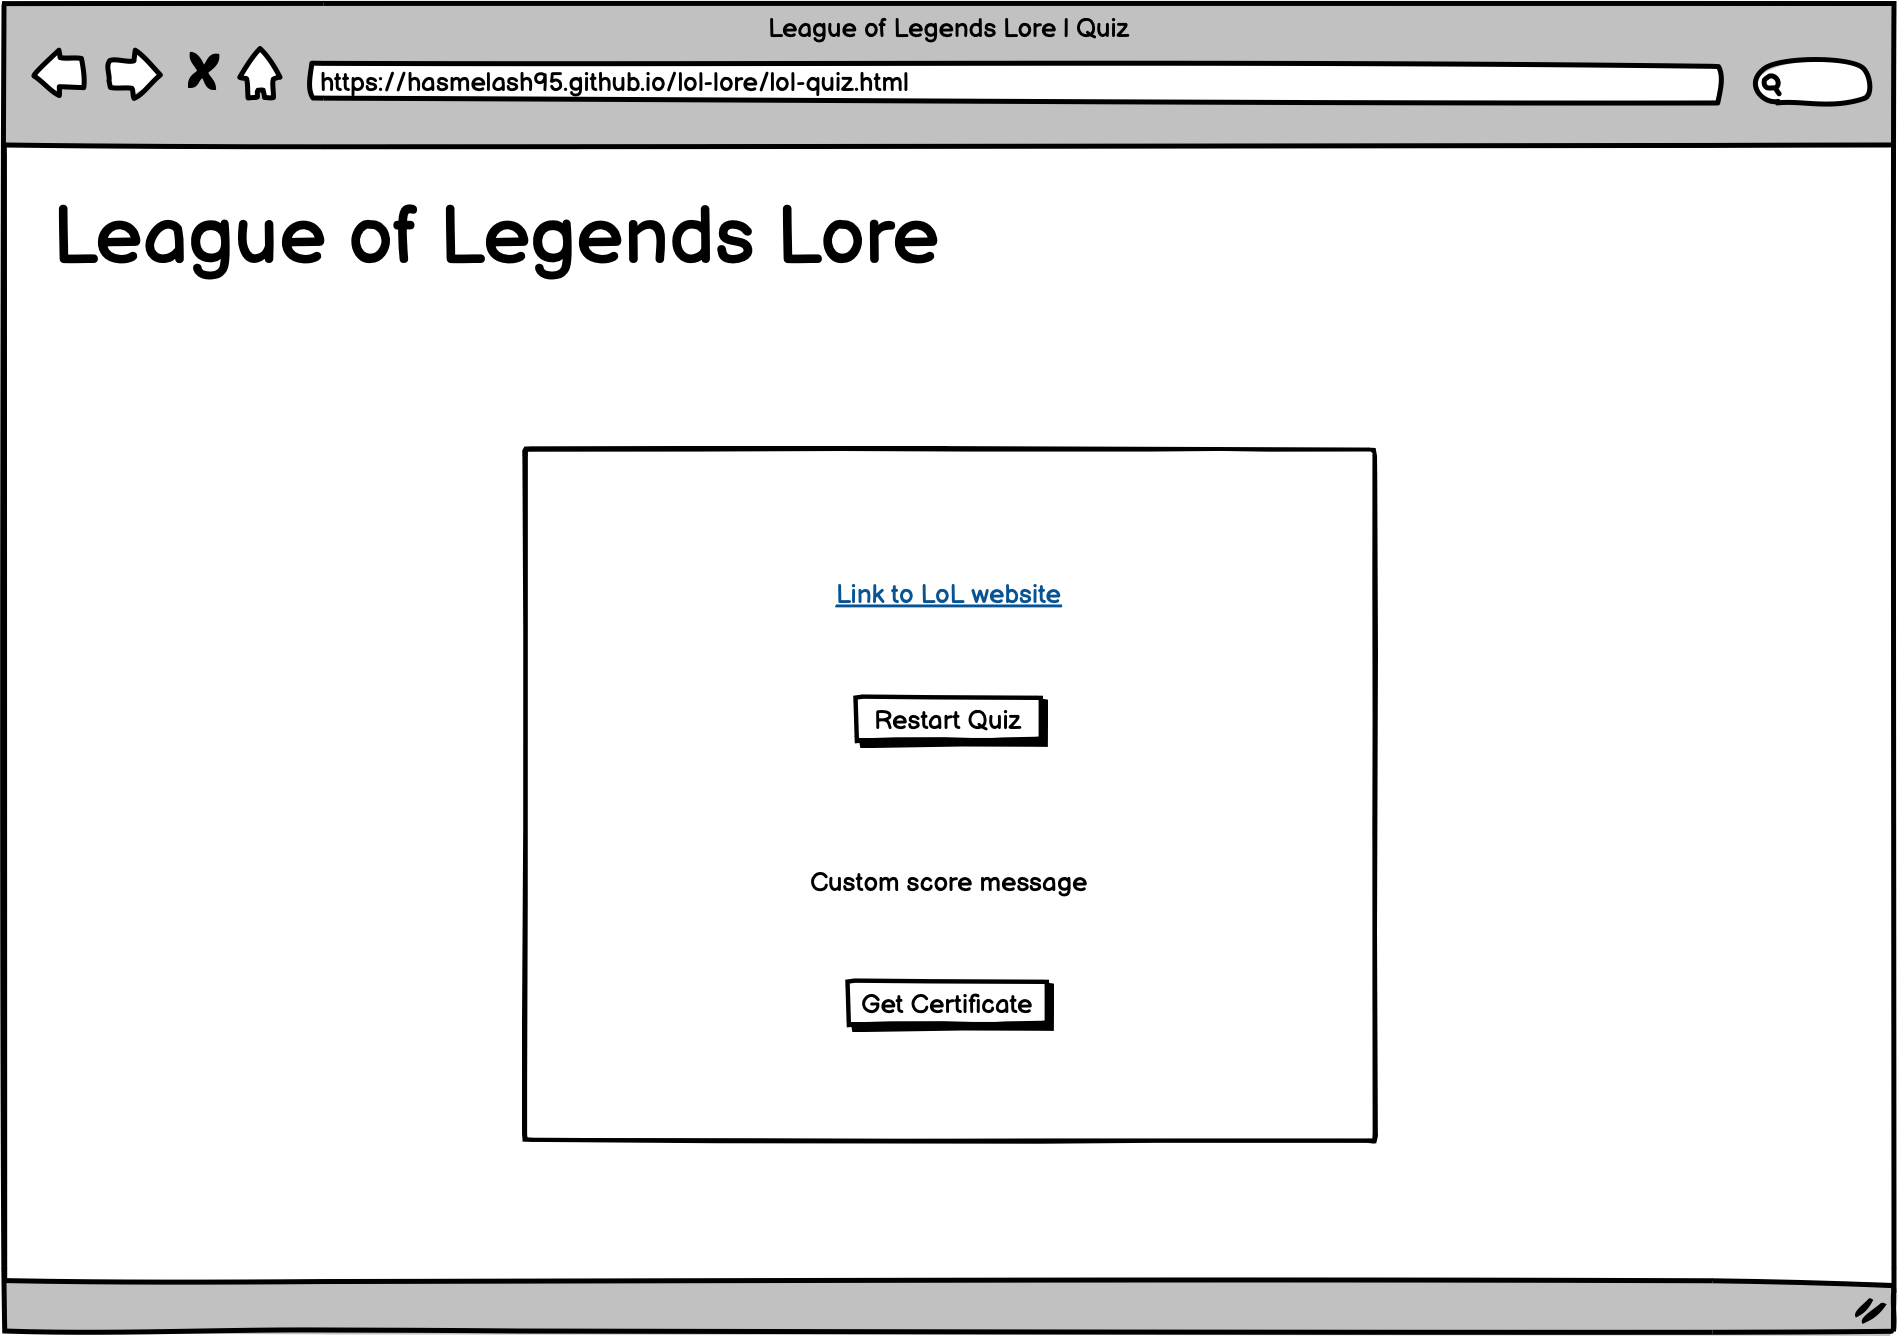 League of Legends Lore | Quiz
https://hasmelash95.github.io/lol-lore/lol-quiz.html
League of Legends Lore
Link to LoL website
Restart Quiz
Custom score message
Get Certificate